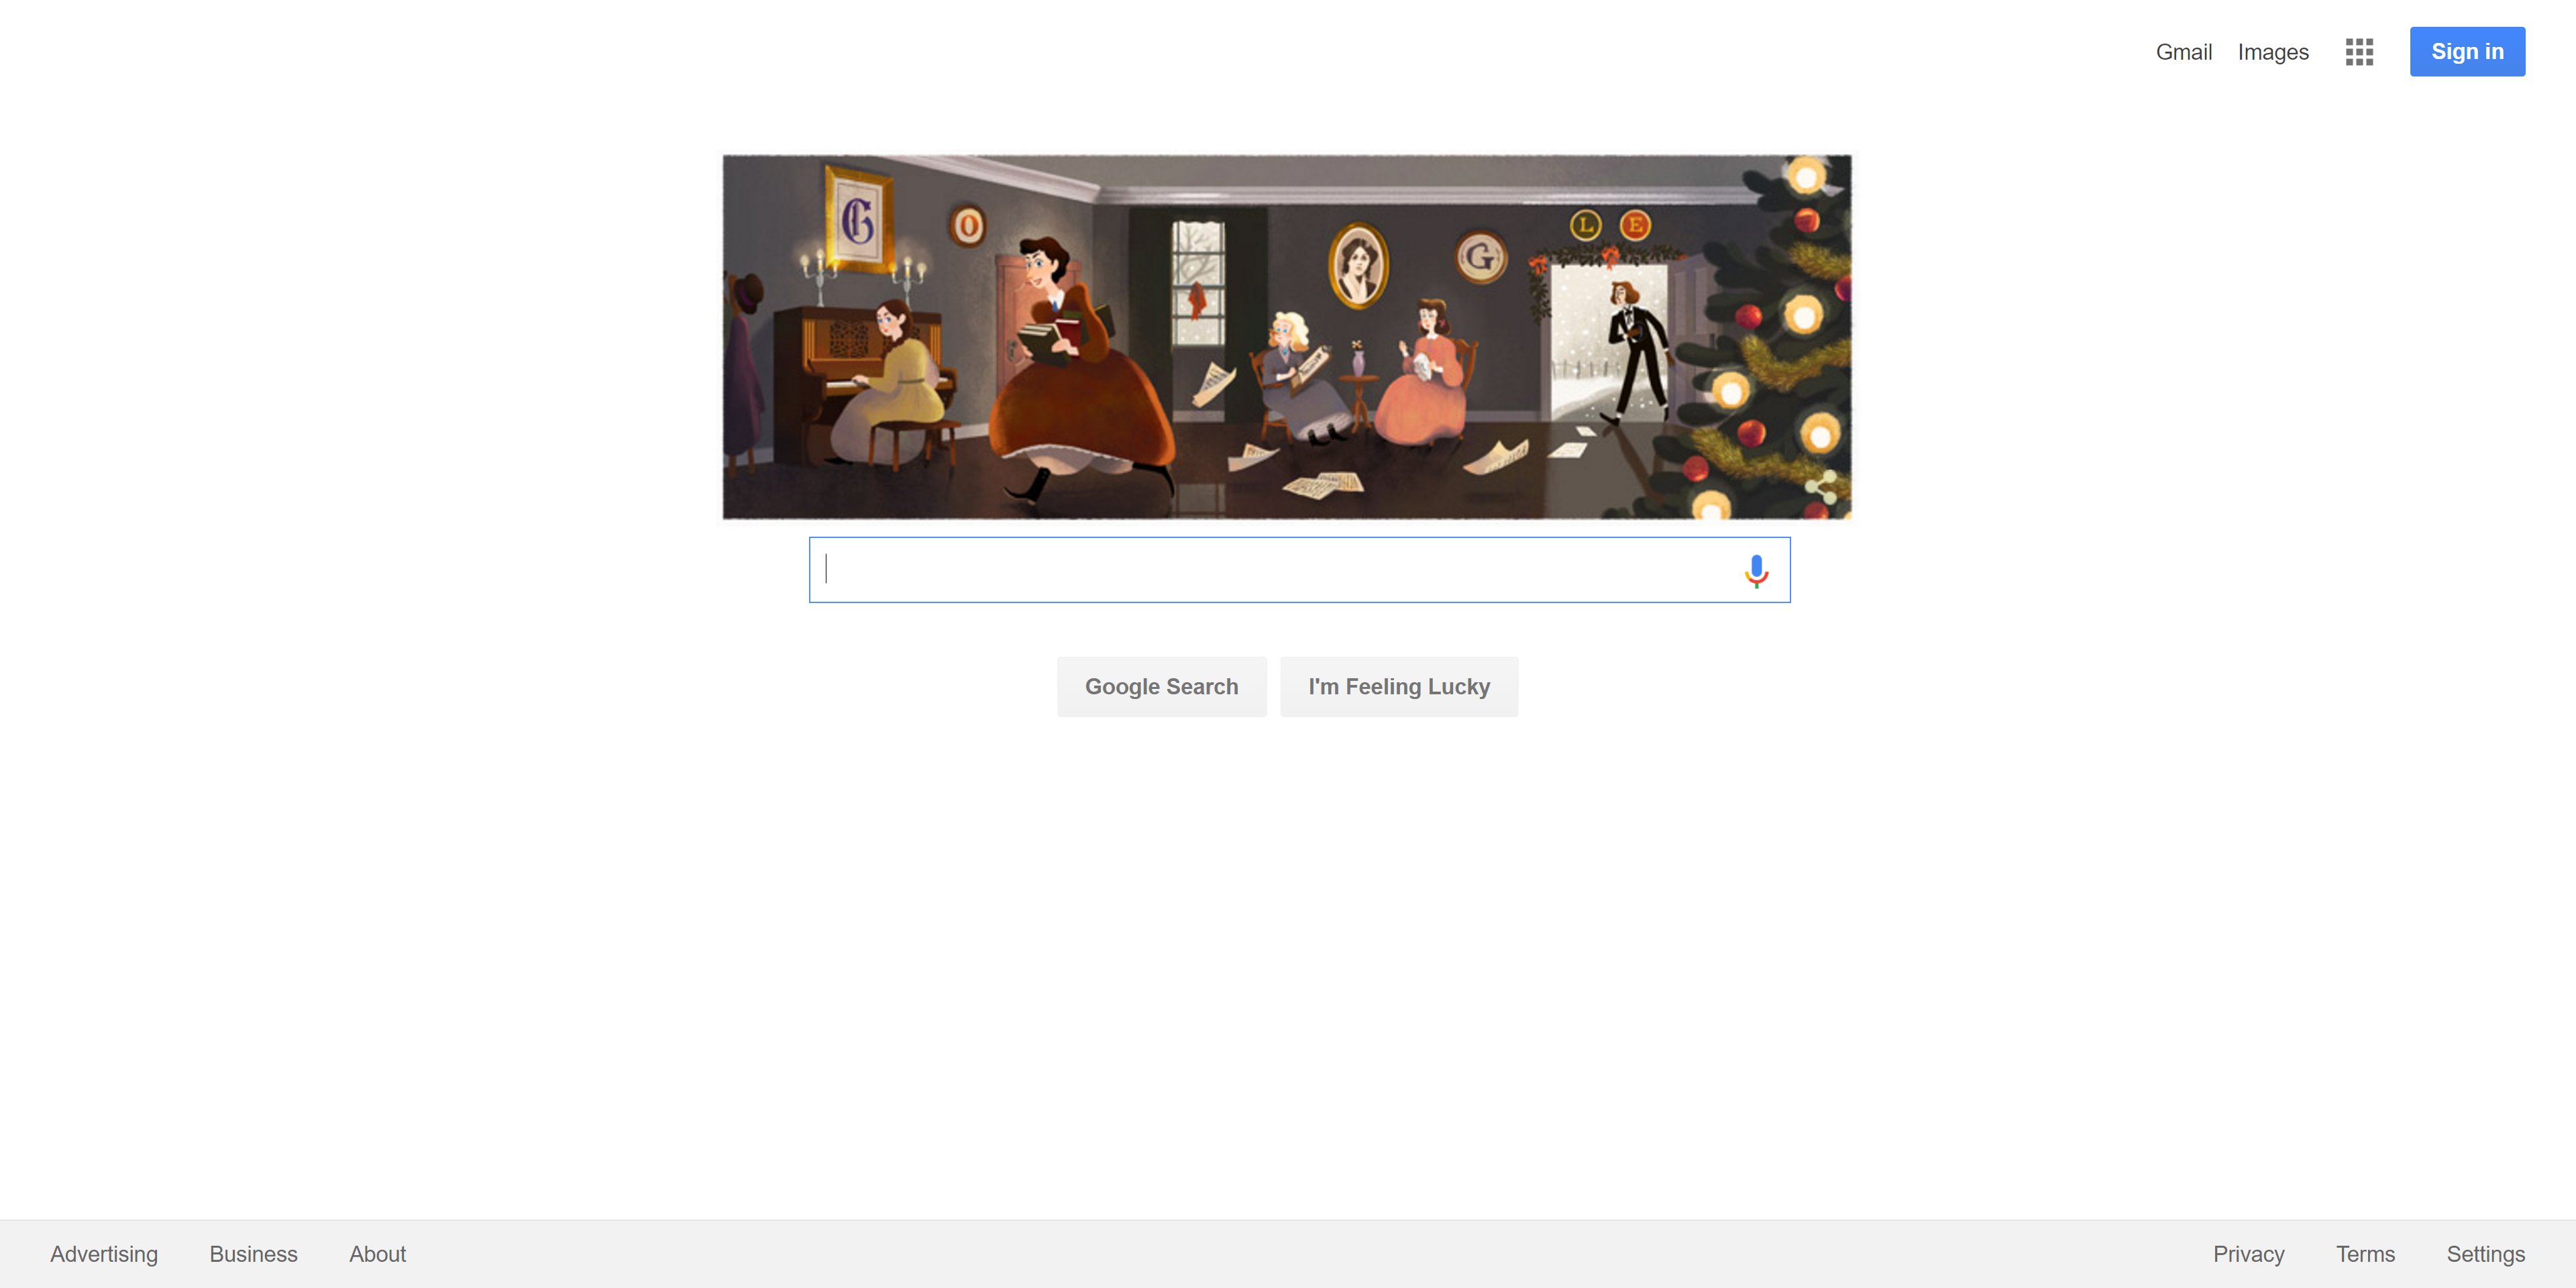 Gmail Images Sign in
G O G L E
Google Search I'm Feeling Lucky
Advertising Business About Privacy Terms Settings